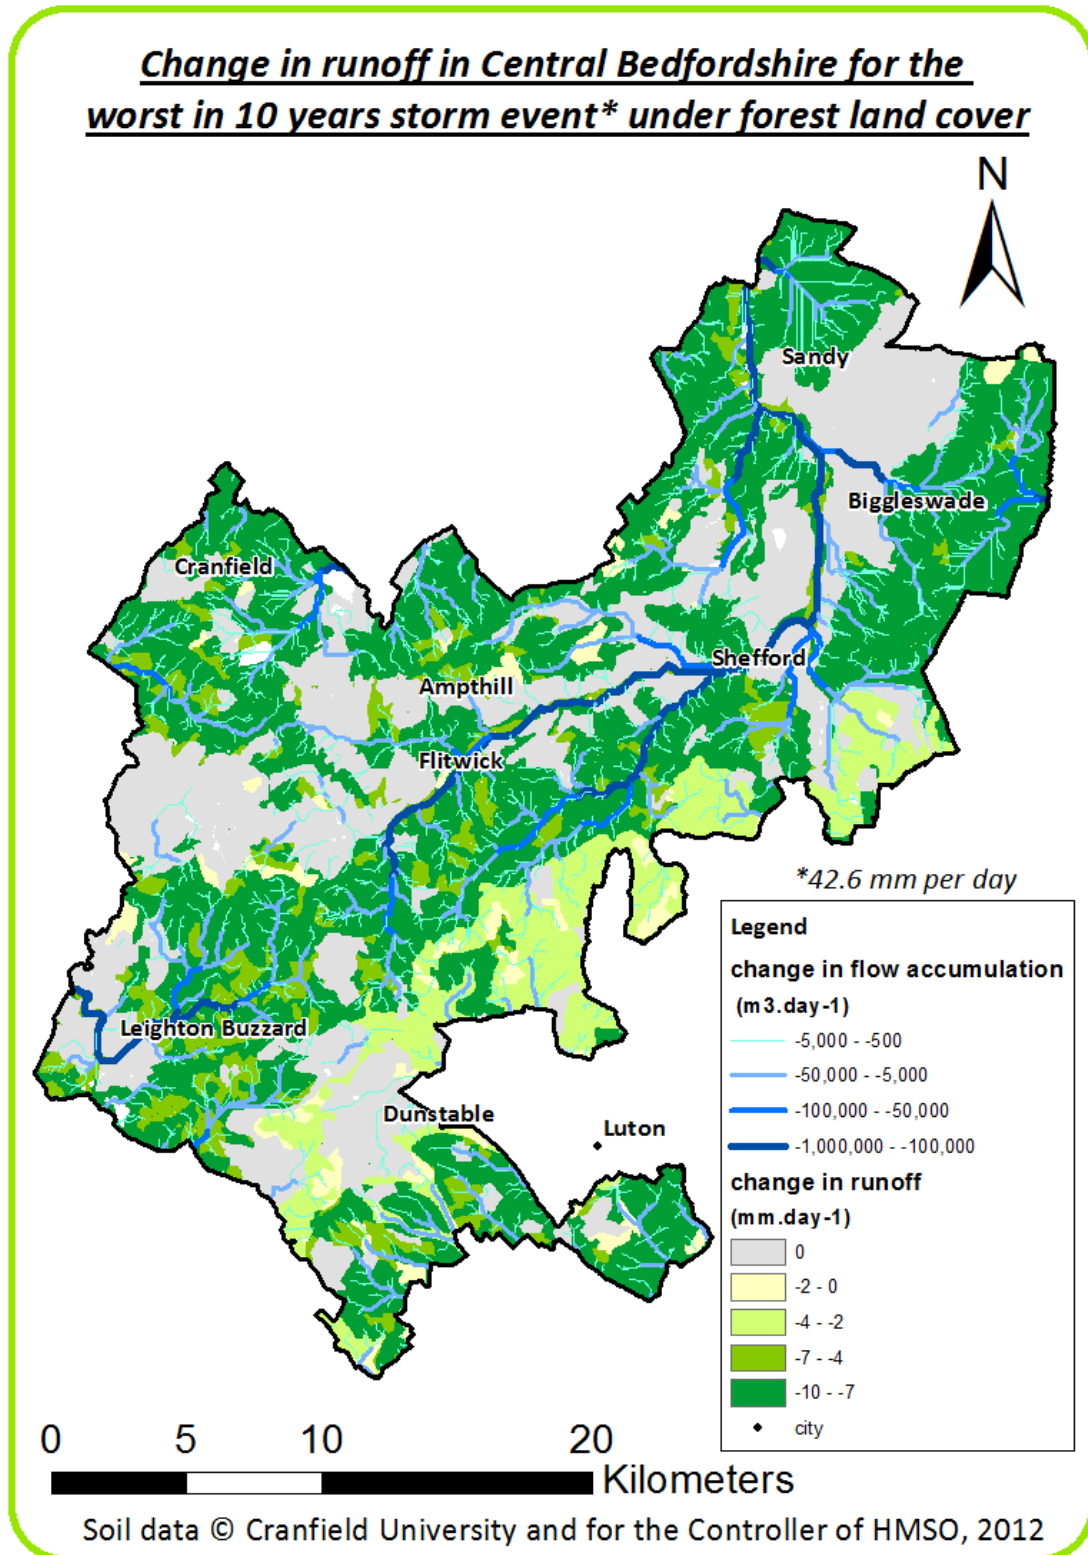 Change in runoff in Central Bedfordshire for the
worst in 10 years storm event* under forest land cover
N
Sandy
Biggleswade
Cranfield
Shefford
Ampthill
Flitwick
*42.6 mm per day
Legend
change in flow accumulation
(m3.day-1)
-5,000 - -500
-50,000 - -5,000
-100,000 - -50,000
-1,000,000 - -100,000
change in runoff
(mm.day-1)
0
-2 - 0
-4 - -2
-7 - -4
-10 - -7
city
Leighton Buzzard
Dunstable
Luton
0 5 10 20
Kilometers
Soil data © Cranfield University and for the Controller of HMSO, 2012